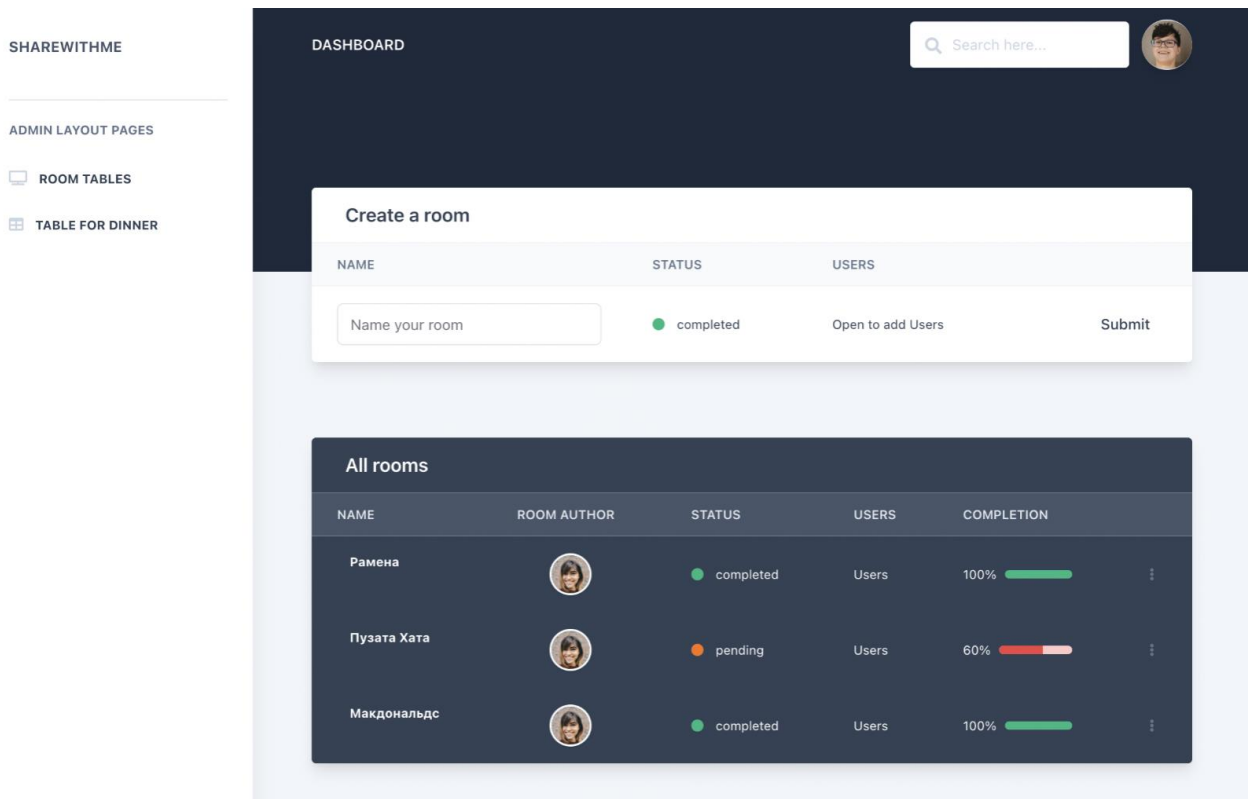 SHAREWITHME
ADMIN LAYOUT PAGES
ROOM TABLES
TABLE FOR DINNER
DASHBOARD
Search here...
Create a room
NAME STATUS USERS
Name your room completed Open to add Users Submit
All rooms
NAME ROOM AUTHOR STATUS USERS COMPLETION
Рамена completed Users 100%
Пузата Хата pending Users 60%
Макдональдс completed Users 100%